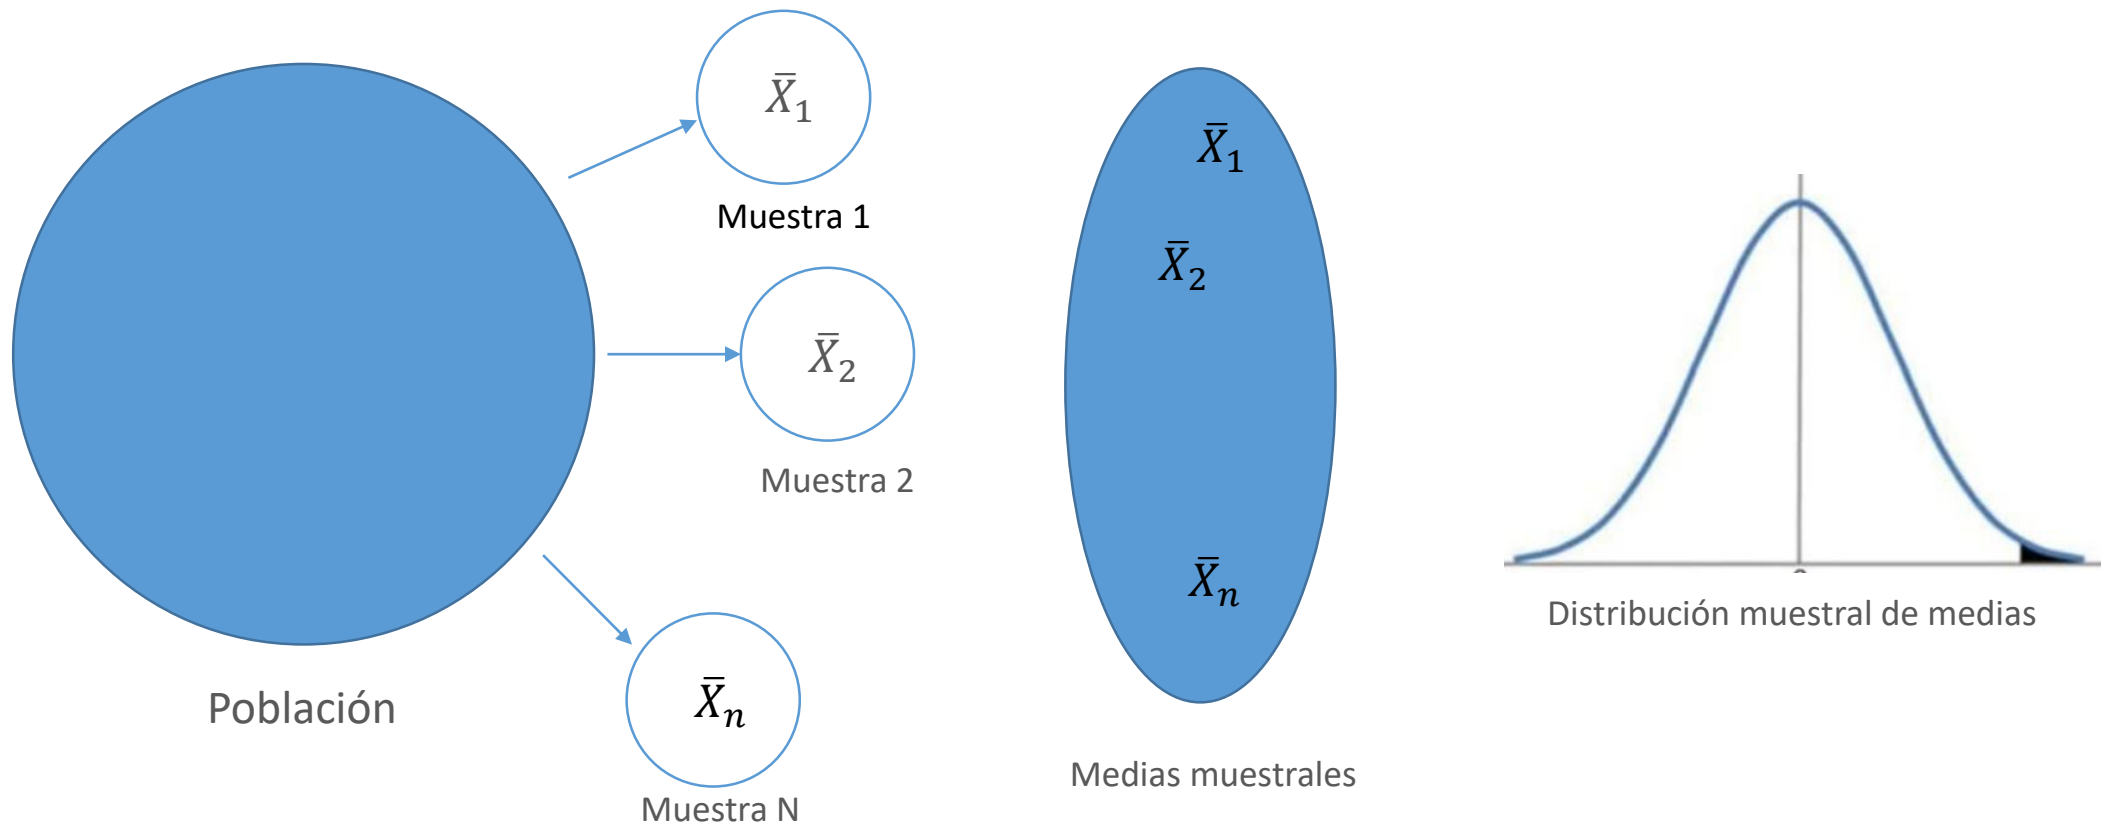 X̄₁
Muestra 1
X̄₂
Muestra 2
X̄ₙ
Muestra N
Población
X̄₁
X̄₂
X̄ₙ
Medias muestrales
Distribución muestral de medias